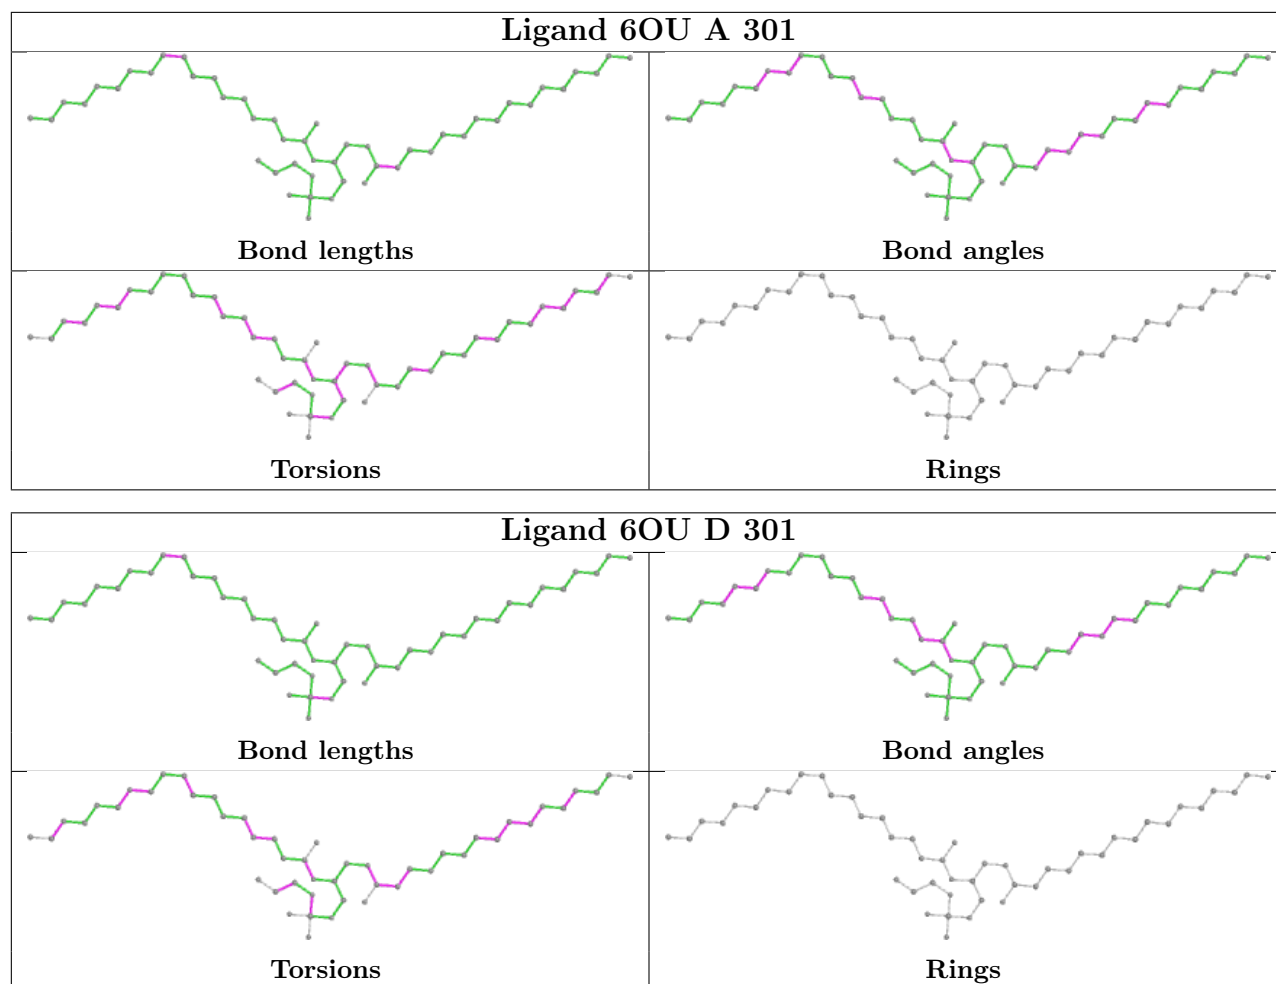 Ligand 6OU A 301
Bond lengths
Bond angles
Torsions
Rings
Ligand 6OU D 301
Bond lengths
Bond angles
Torsions
Rings